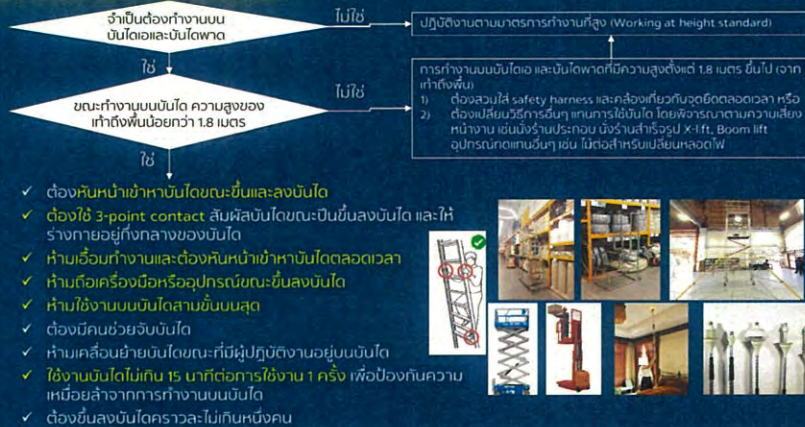 จำเป็นต้องทำงานบน
บันไดเอและบันไดพาด
ไม่ใช่
ปฏิบัติงานตามมาตรการทำงานที่สูง (Working at height standard)
ใช่
ขณะทำงานบนบันได ความสูงของ
เท้าถึงพื้นน้อยกว่า 1.8 เมตร
ไม่ใช่
การทำงานบนบันไดเอ และบันไดพาดที่มีความสูงตั้งแต่ 1.8 เมตร ขึ้นไป (จาก
เท้าถึงพื้น)
1) ต้องสวมใส่ safety harness และคล้องเกี่ยวกับจุดยึดตลอดเวลา หรือ
2) ต้องเปลี่ยนวิธีการอื่นๆ แทนการใช้บันได โดยพิจารณาตามความเสี่ยง
หน้างาน เช่นนั่งร้านประกอบ นั่งร้านสำเร็จรูป X-lift, Boom lift
อุปกรณ์ทดแทนอื่นๆ เช่น ไม้ต่อสำหรับเปลี่ยนหลอดไฟ
ใช่
✓ ต้องหันหน้าเข้าหาบันไดขณะขึ้นและลงบันได
✓ ต้องใช้ 3-point contact สัมผัสบันไดขณะปีนขึ้นลงบันได และให้
ร่างกายอยู่กึ่งกลางของบันได
✓ ห้ามเอื้อมทำงานและต้องหันหน้าเข้าหาบันไดตลอดเวลา
✓ ห้ามถือเครื่องมือหรืออุปกรณ์ขณะขึ้นลงบันได
✓ ห้ามใช้งานบนบันไดสามขั้นบนสุด
✓ ต้องมีคนช่วยจับบันได
✓ ห้ามเคลื่อนย้ายบันไดขณะที่มีผู้ปฏิบัติงานอยู่บนบันได
✓ ใช้งานบันไดไม่เกิน 15 นาทีต่อการใช้งาน 1 ครั้ง เพื่อป้องกันความ
เหมื่อยล้าจากการทำงานบนบันได
✓ ต้องขึ้นลงบันไดคราวละไม่เกินหนึ่งคน